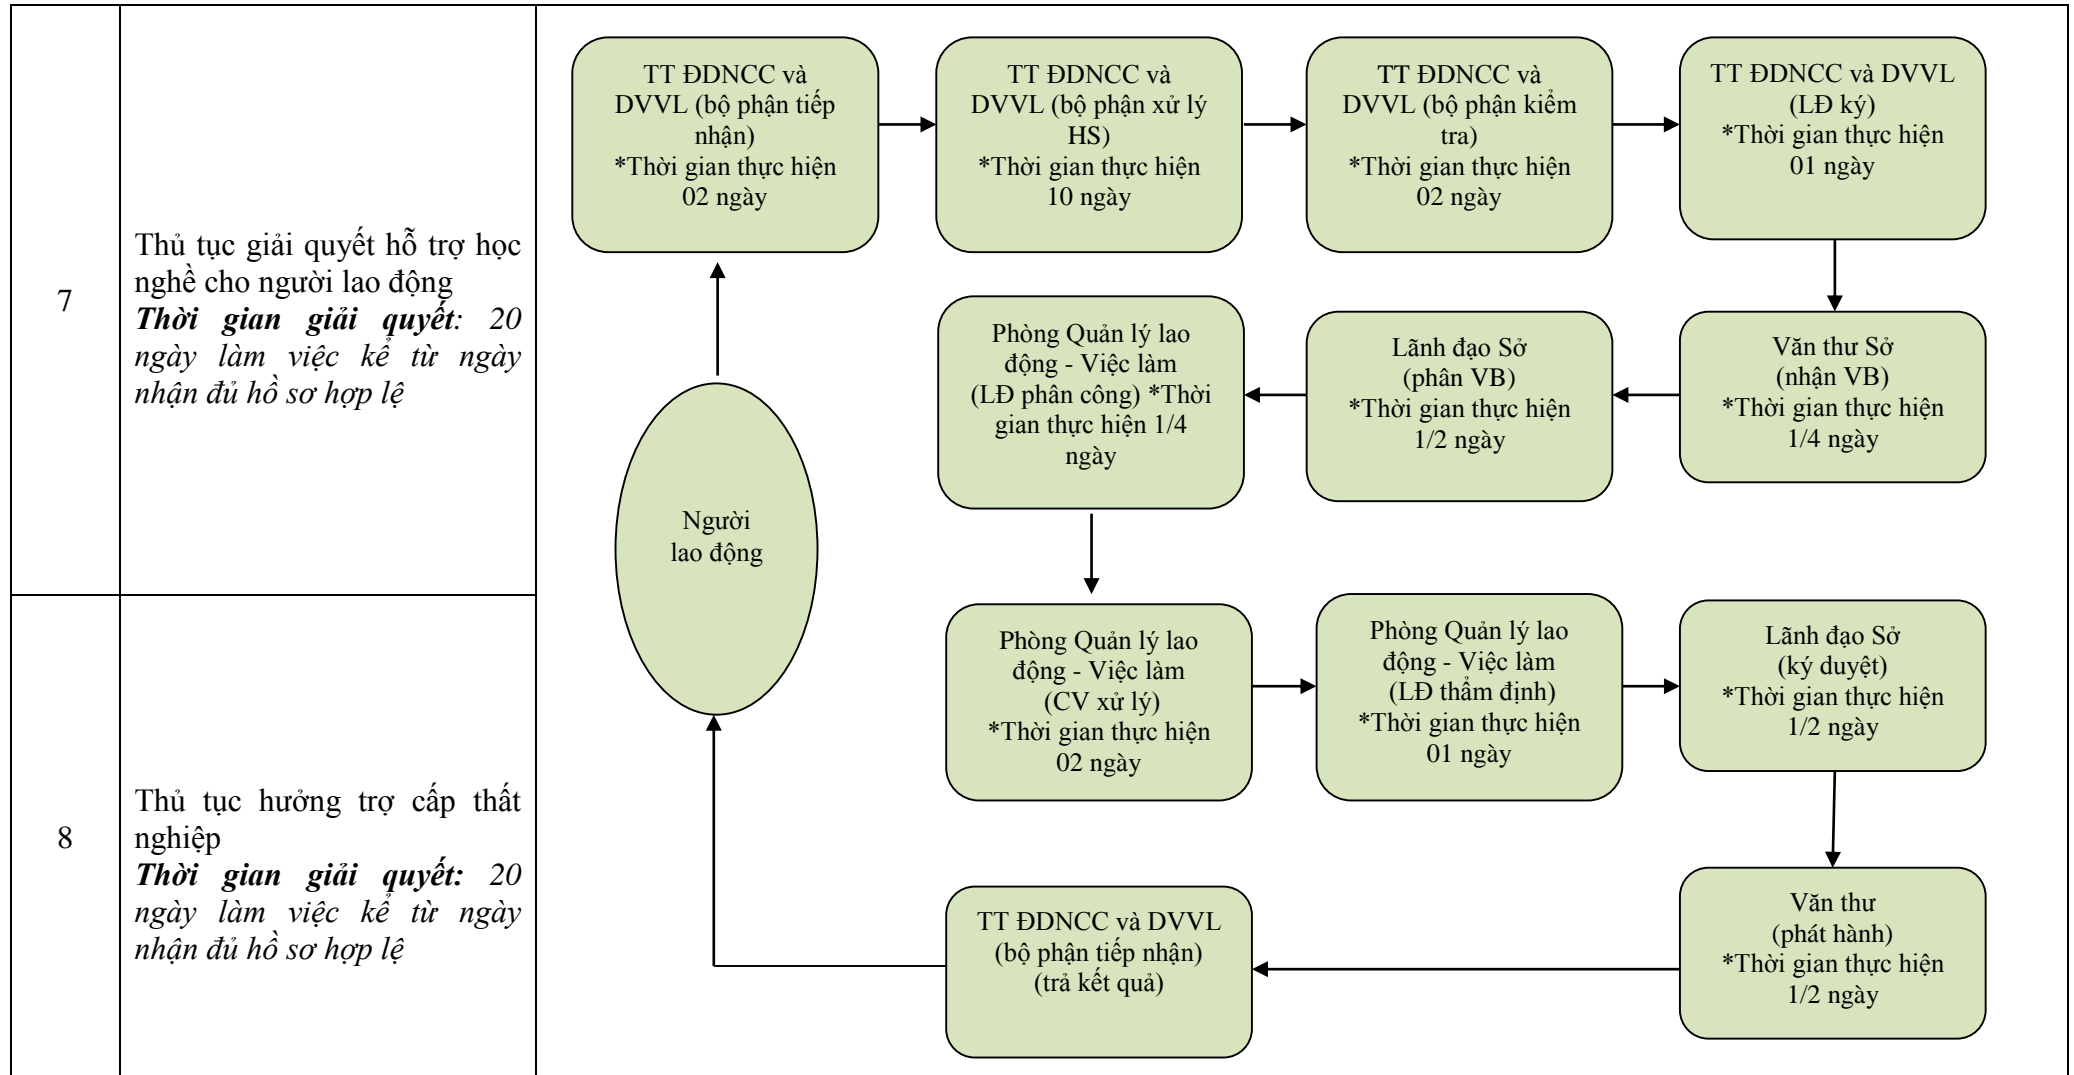 7
Thủ tục giải quyết hỗ trợ học
nghề cho người lao động
Thời gian giải quyết: 20
ngày làm việc kể từ ngày
nhận đủ hồ sơ hợp lệ
8
Thủ tục hưởng trợ cấp thất
nghiệp
Thời gian giải quyết: 20
ngày làm việc kể từ ngày
nhận đủ hồ sơ hợp lệ
Người
lao động
TT ĐDNCC và
DVVL (bộ phận tiếp
nhận)
*Thời gian thực hiện
02 ngày
TT ĐDNCC và
DVVL (bộ phận xử lý
HS)
*Thời gian thực hiện
10 ngày
TT ĐDNCC và
DVVL (bộ phận kiểm
tra)
*Thời gian thực hiện
02 ngày
TT ĐDNCC và DVVL
(LĐ ký)
*Thời gian thực hiện
01 ngày
Văn thư Sở
(nhận VB)
*Thời gian thực hiện
1/4 ngày
Lãnh đạo Sở
(phân VB)
*Thời gian thực hiện
1/2 ngày
Phòng Quản lý lao
động - Việc làm
(LĐ phân công) *Thời
gian thực hiện 1/4
ngày
Phòng Quản lý lao
động - Việc làm
(CV xử lý)
*Thời gian thực hiện
02 ngày
Phòng Quản lý lao
động - Việc làm
(LĐ thẩm định)
*Thời gian thực hiện
01 ngày
Lãnh đạo Sở
(ký duyệt)
*Thời gian thực hiện
1/2 ngày
Văn thư
(phát hành)
*Thời gian thực hiện
1/2 ngày
TT ĐDNCC và DVVL
(bộ phận tiếp nhận)
(trả kết quả)